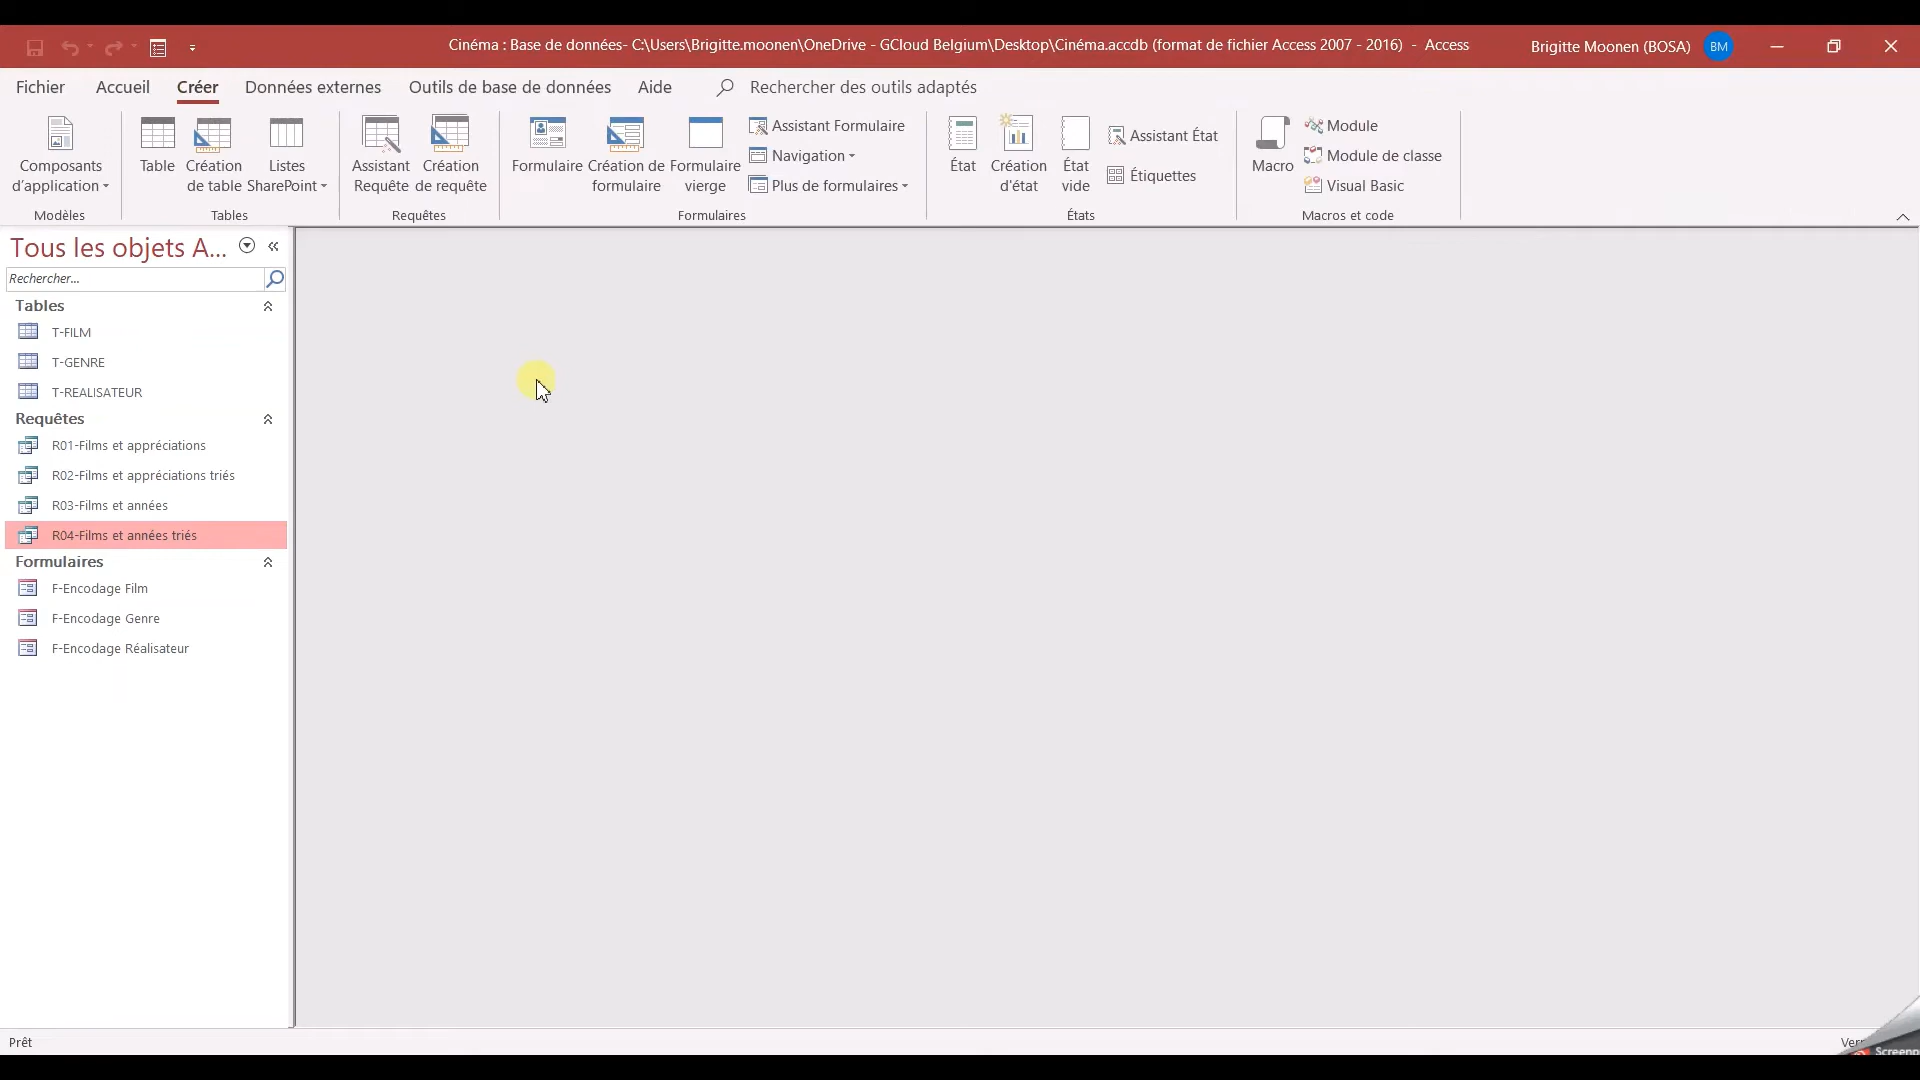 Cinéma : Base de données- C:\Users\Brigitte.moonen\OneDrive - GCloud Belgium\Desktop\Cinéma.accdb (format de fichier Access 2007 - 2016) - Access
Brigitte Moonen (BOSA) BM
Fichier Accueil Créer Données externes Outils de base de données Aide Rechercher des outils adaptés
Composants d'application
Modèles
Table
Création de table
Listes SharePoint
Tables
Assistant Requête
Création de requête
Requêtes
Formulaire
Création de formulaire
Formulaire vierge
Assistant Formulaire
Navigation
Plus de formulaires
Formulaires
État
Création d'état
État vide
Assistant État
Étiquettes
États
Macro
Module
Module de classe
Visual Basic
Macros et code
Tous les objets A...
Rechercher...
Tables
T-FILM
T-GENRE
T-REALISATEUR
Requêtes
R01-Films et appréciations
R02-Films et appréciations triés
R03-Films et années
R04-Films et années triés
Formulaires
F-Encodage Film
F-Encodage Genre
F-Encodage Réalisateur
Prêt